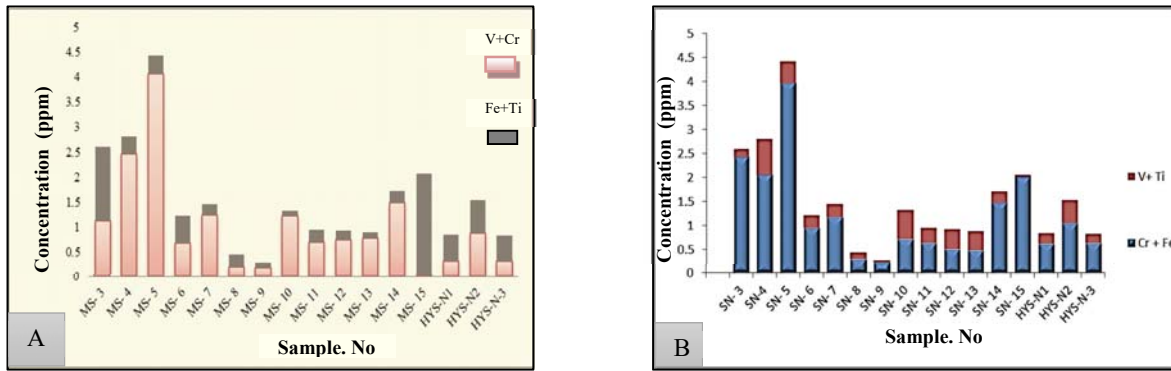 5
4.5
4
3.5
3
2.5
2
1.5
1
0.5
0
Concentration (ppm)
V+Cr
Fe+Ti
MS- 3
MS- 4
MS- 5
MS- 6
MS- 7
MS- 8
MS- 9
MS- 10
MS- 11
MS- 12
MS- 13
MS- 14
MS- 15
HYS-N1
HYS-N2
HYS-N-3
Sample. No
A
5
4.5
4
3.5
3
2.5
2
1.5
1
0.5
0
Concentration (ppm)
V+ Ti
Cr + Fe
SN- 3
SN- 4
SN- 5
SN- 6
SN- 7
SN- 8
SN- 9
SN- 10
SN- 11
SN- 12
SN- 13
SN- 14
SN- 15
HYS-N1
HYS-N2
HYS-N-3
Sample. No
B